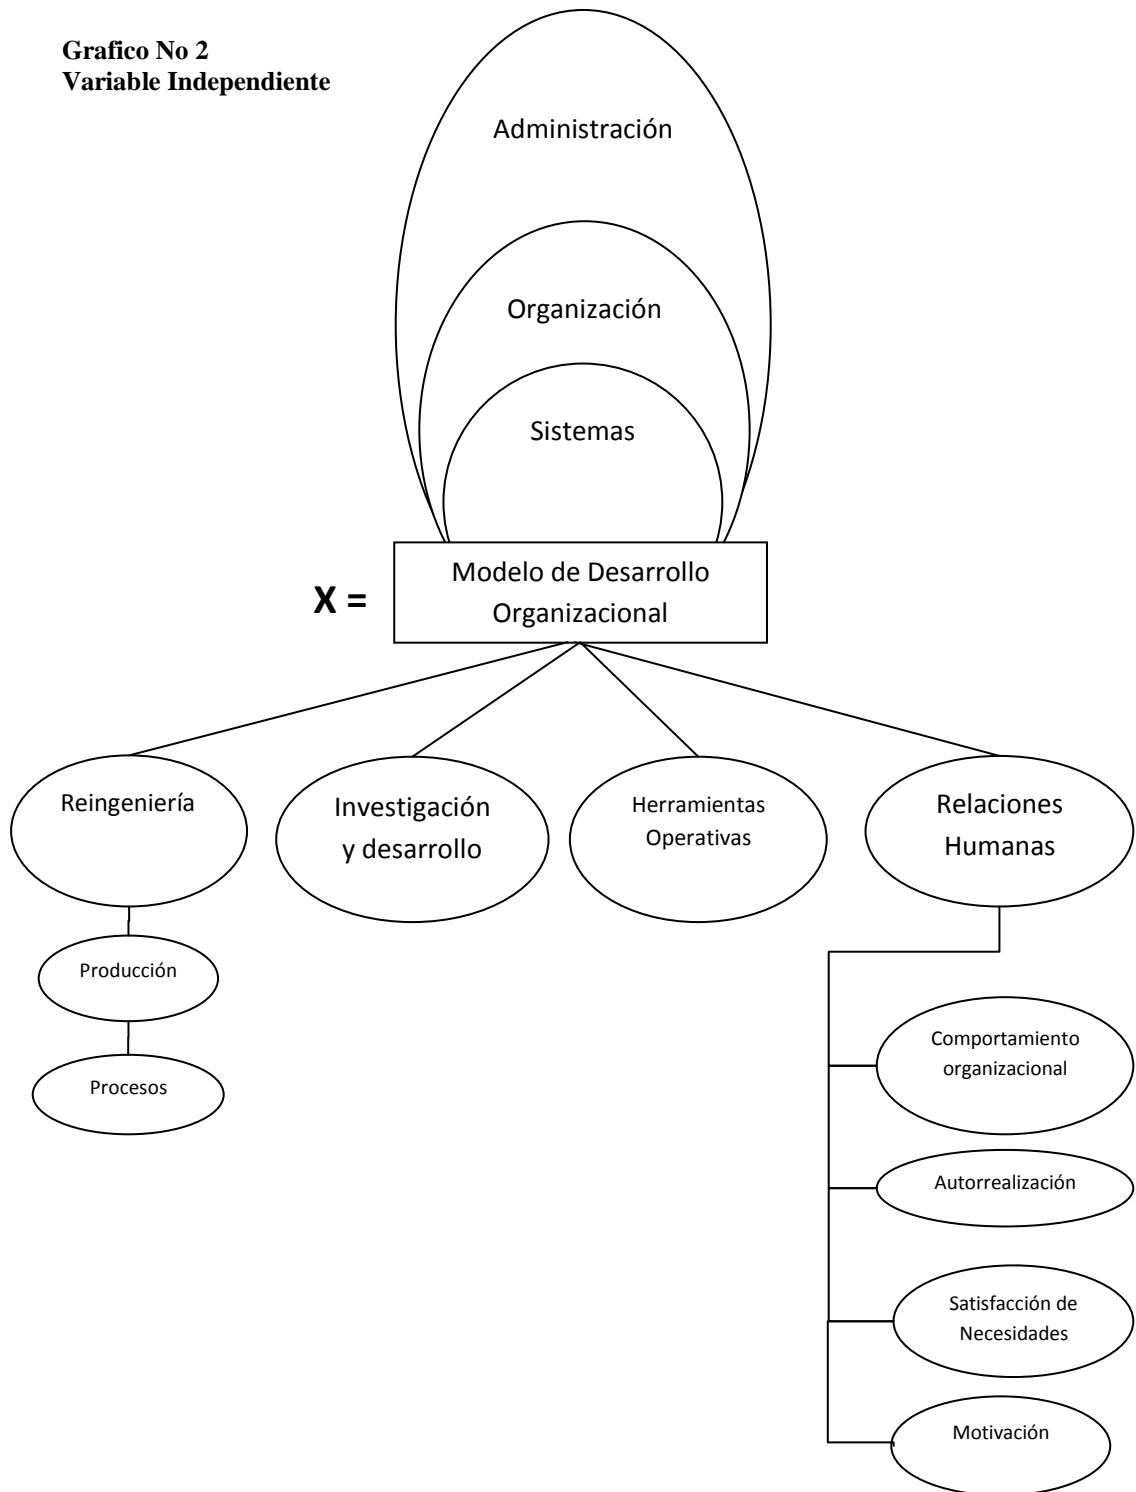 Grafico No 2
Variable Independiente
Administración
Organización
Sistemas
X =
Modelo de Desarrollo
Organizacional
Reingeniería
Investigación
y desarrollo
Herramientas
Operativas
Relaciones
Humanas
Producción
Procesos
Comportamiento
organizacional
Autorrealización
Satisfacción de
Necesidades
Motivación